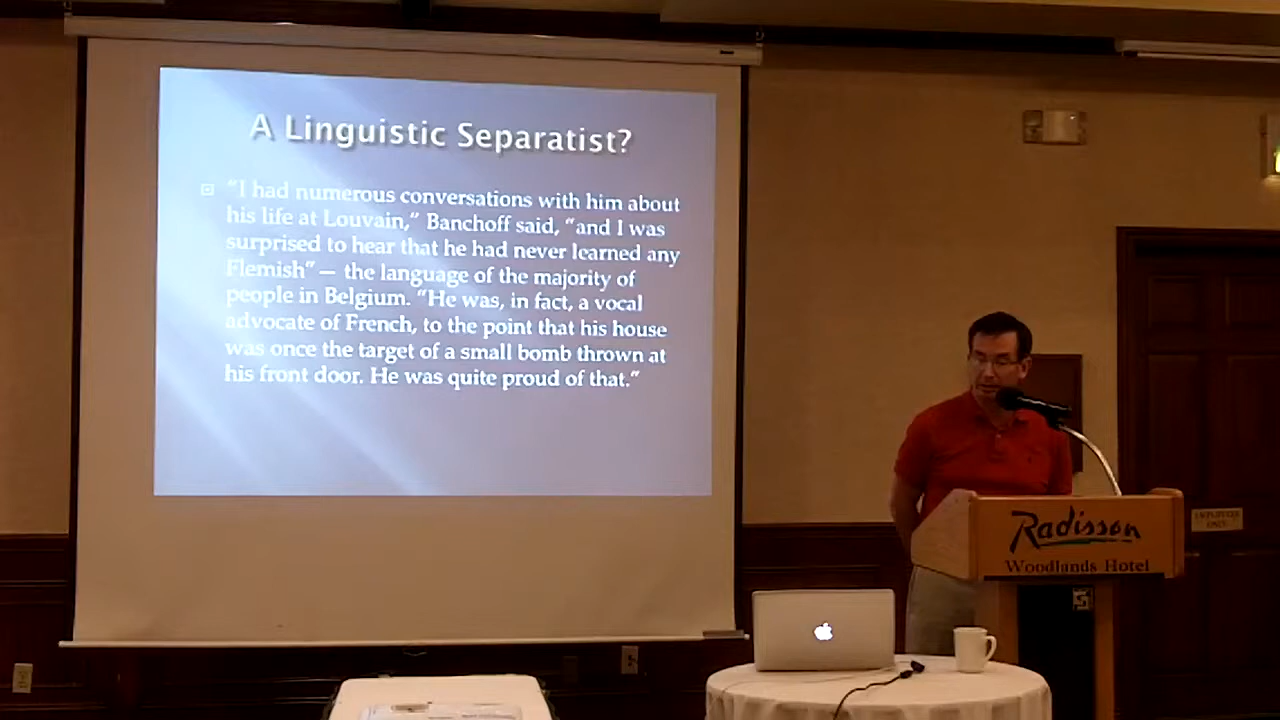 A Linguistic Separatist?
"I had numerous conversations with him about
his life at Louvain," Banchoff said, "and I was
surprised to hear that he had never learned any
Flemish" — the language of the majority of
people in Belgium. "He was, in fact, a vocal
advocate of French, to the point that his house
was once the target of a small bomb thrown at
his front door. He was quite proud of that."
Radisson
Woodlands Hotel
EMPLOYEES
ONLY